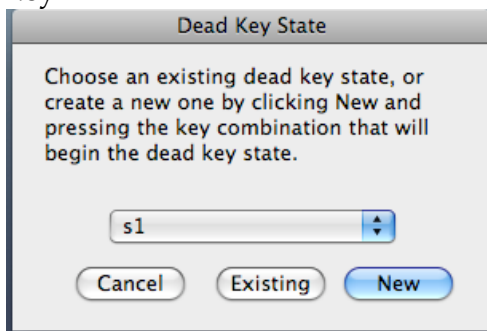 Dead Key State
Choose an existing dead key state, or
create a new one by clicking New and
pressing the key combination that will
begin the dead key state.
s1
Cancel Existing New